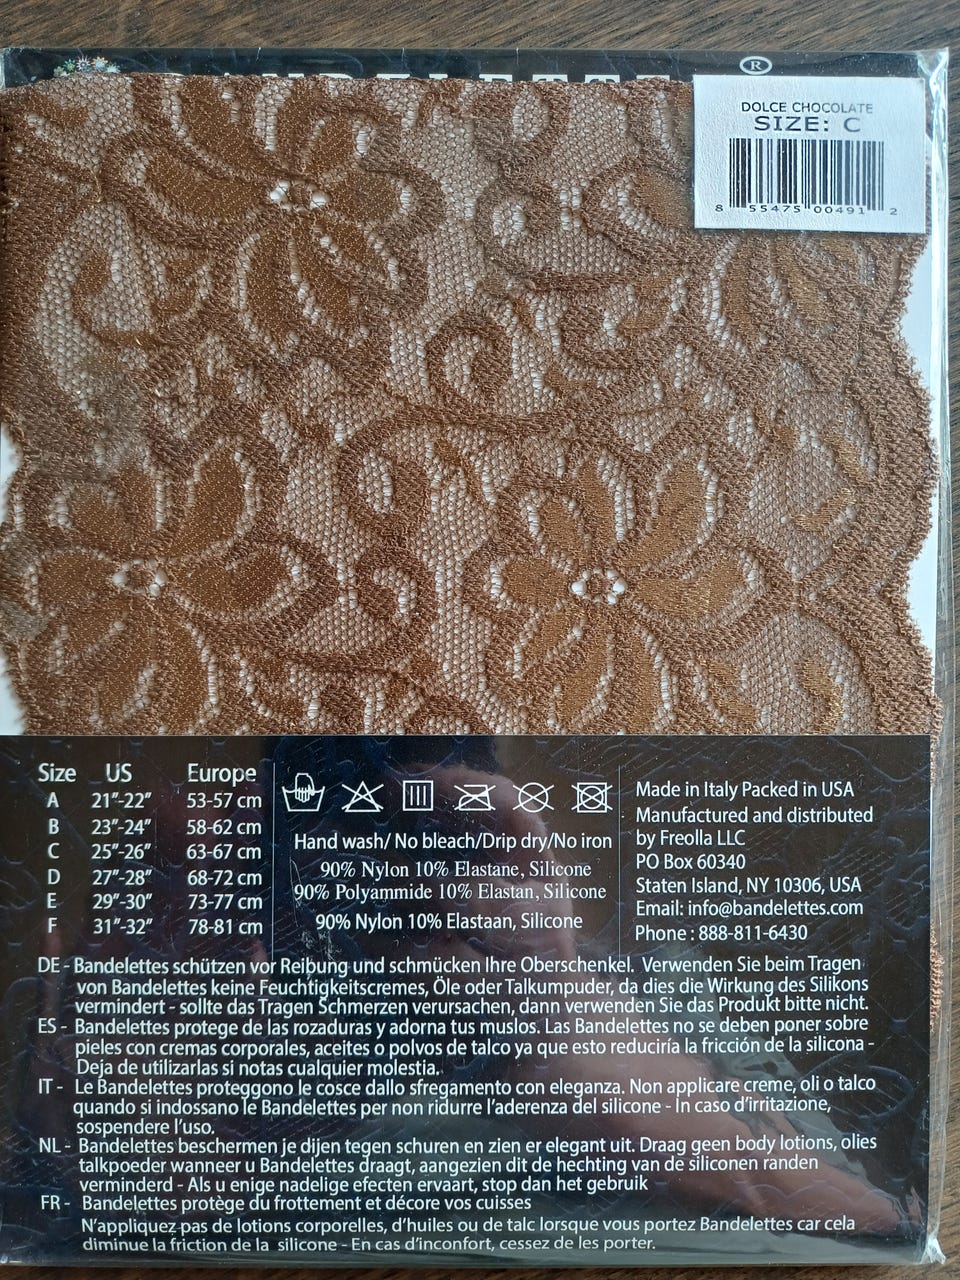 ®
DOLCE CHOCOLATE
SIZE: C
8 55475 00491 2
Size US Europe
A 21”-22” 53-57 cm
B 23”-24” 58-62 cm
C 25”-26” 63-67 cm
D 27”-28” 68-72 cm
E 29”-30” 73-77 cm
F 31”-32” 78-81 cm
Hand wash/ No bleach/Drip dry/No iron
90% Nylon 10% Elastane, Silicone
90% Polyammide 10% Elastan, Silicone
90% Nylon 10% Elastaan, Silicone
Made in Italy Packed in USA
Manufactured and distributed
by Freolla LLC
PO Box 60340
Staten Island, NY 10306, USA
Email: info@bandelettes.com
Phone : 888-811-6430
DE - Bandelettes schützen vor Reibung und schmücken Ihre Oberschenkel. Verwenden Sie beim Tragen
von Bandelettes keine Feuchtigkeitscremes, Öle oder Talkumpuder, da dies die Wirkung des Silikons
vermindert - sollte das Tragen Schmerzen verursachen, dann verwenden Sie das Produkt bitte nicht.
ES - Bandelettes protege de las rozaduras y adorna tus muslos. Las Bandelettes no se deben poner sobre
pieles con cremas corporales, aceites o polvos de talco ya que esto reduciría la fricción de la silicona -
Deja de utilizarlas si notas cualquier molestia.
IT - Le Bandelettes proteggono le cosce dallo sfregamento con eleganza. Non applicare creme, oli o talco
quando si indossano le Bandelettes per non ridurre l’aderenza del silicone - In caso d’irritazione,
sospendere l’uso.
NL - Bandelettes beschermen je dijen tegen schuren en zien er elegant uit. Draag geen body lotions, olies
talkpoeder wanneer u Bandelettes draagt, aangezien dit de hechting van de siliconen randen
verminderd - Als u enige nadelige effecten ervaart, stop dan het gebruik
FR - Bandelettes protège du frottement et décore vos cuisses
N’appliquez pas de lotions corporelles, d’huiles ou de talc lorsque vous portez Bandelettes car cela
diminue la friction de la silicone - En cas d’inconfort, cessez de les porter.